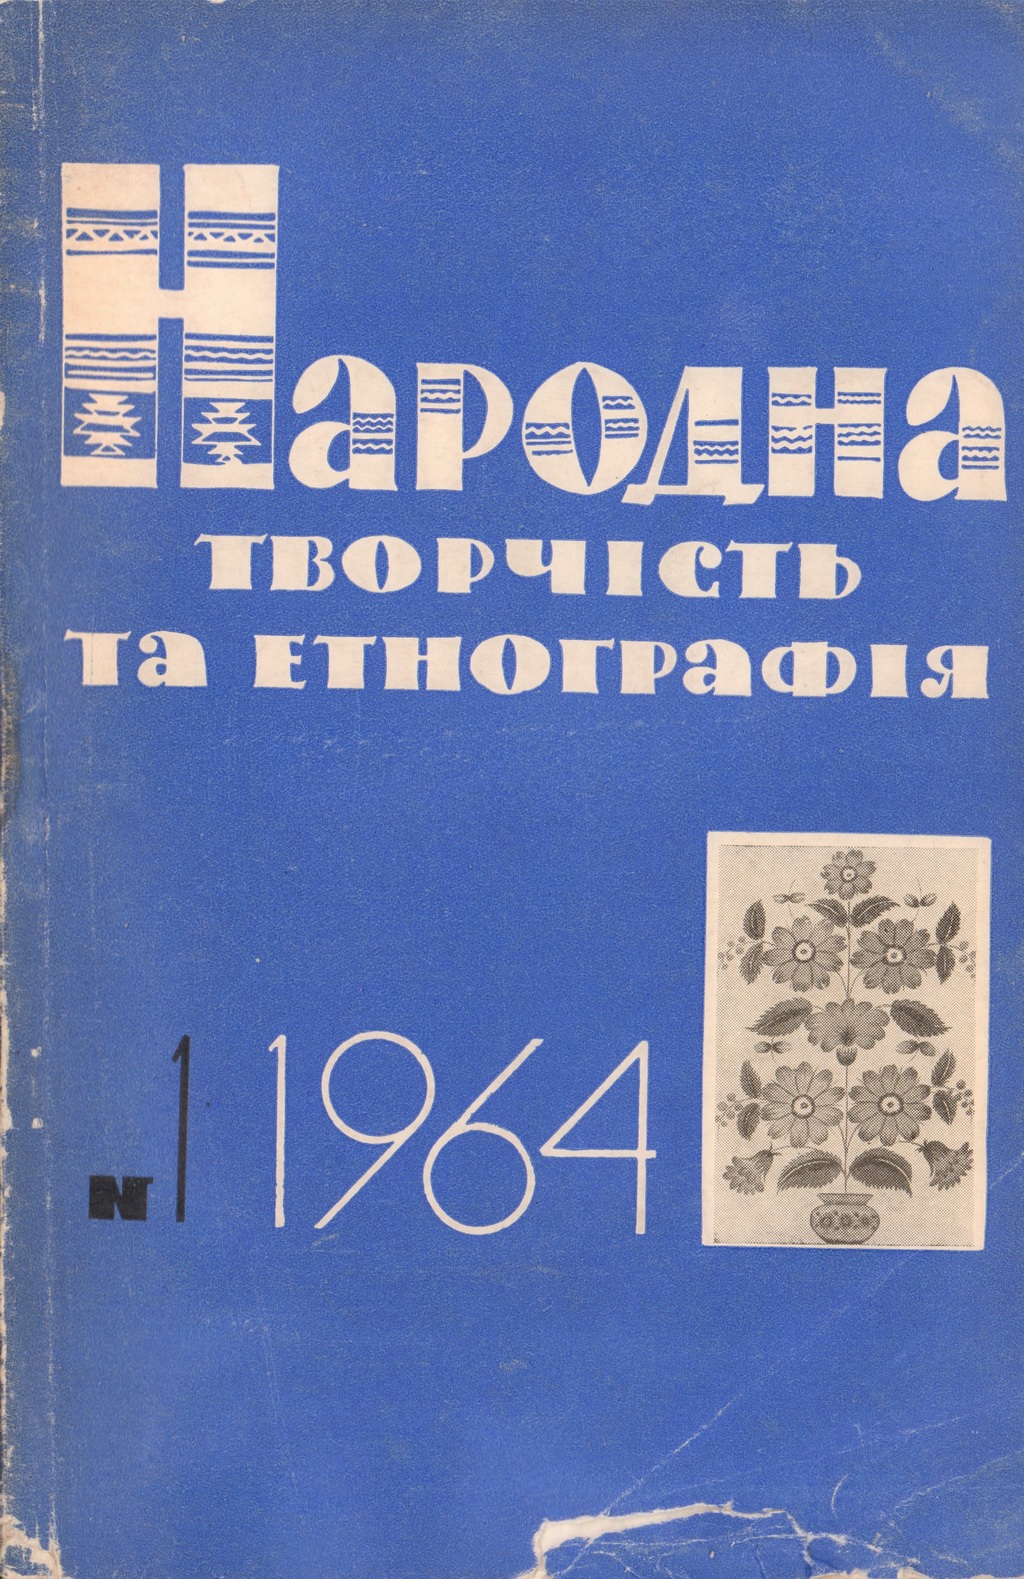 Народна
творчість
та етнографія
№ 1 1964